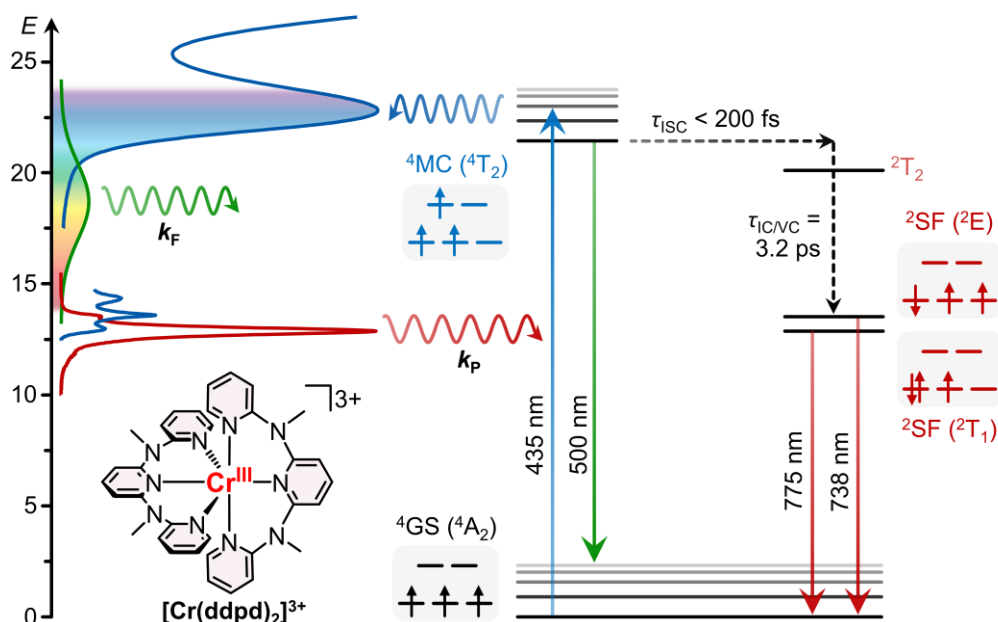 E
25
20
15
10
5
0
k_F
k_P
⁴MC (⁴T₂)
τ_ISC < 200 fs
²T₂
τ_IC/VC =
3.2 ps
²SF (²E)
²SF (²T₁)
435 nm
500 nm
775 nm
738 nm
⁴GS (⁴A₂)
3+
N
N
N
N
N
N
N
N
N
N
Cr^III
[Cr(ddpd)₂]³⁺